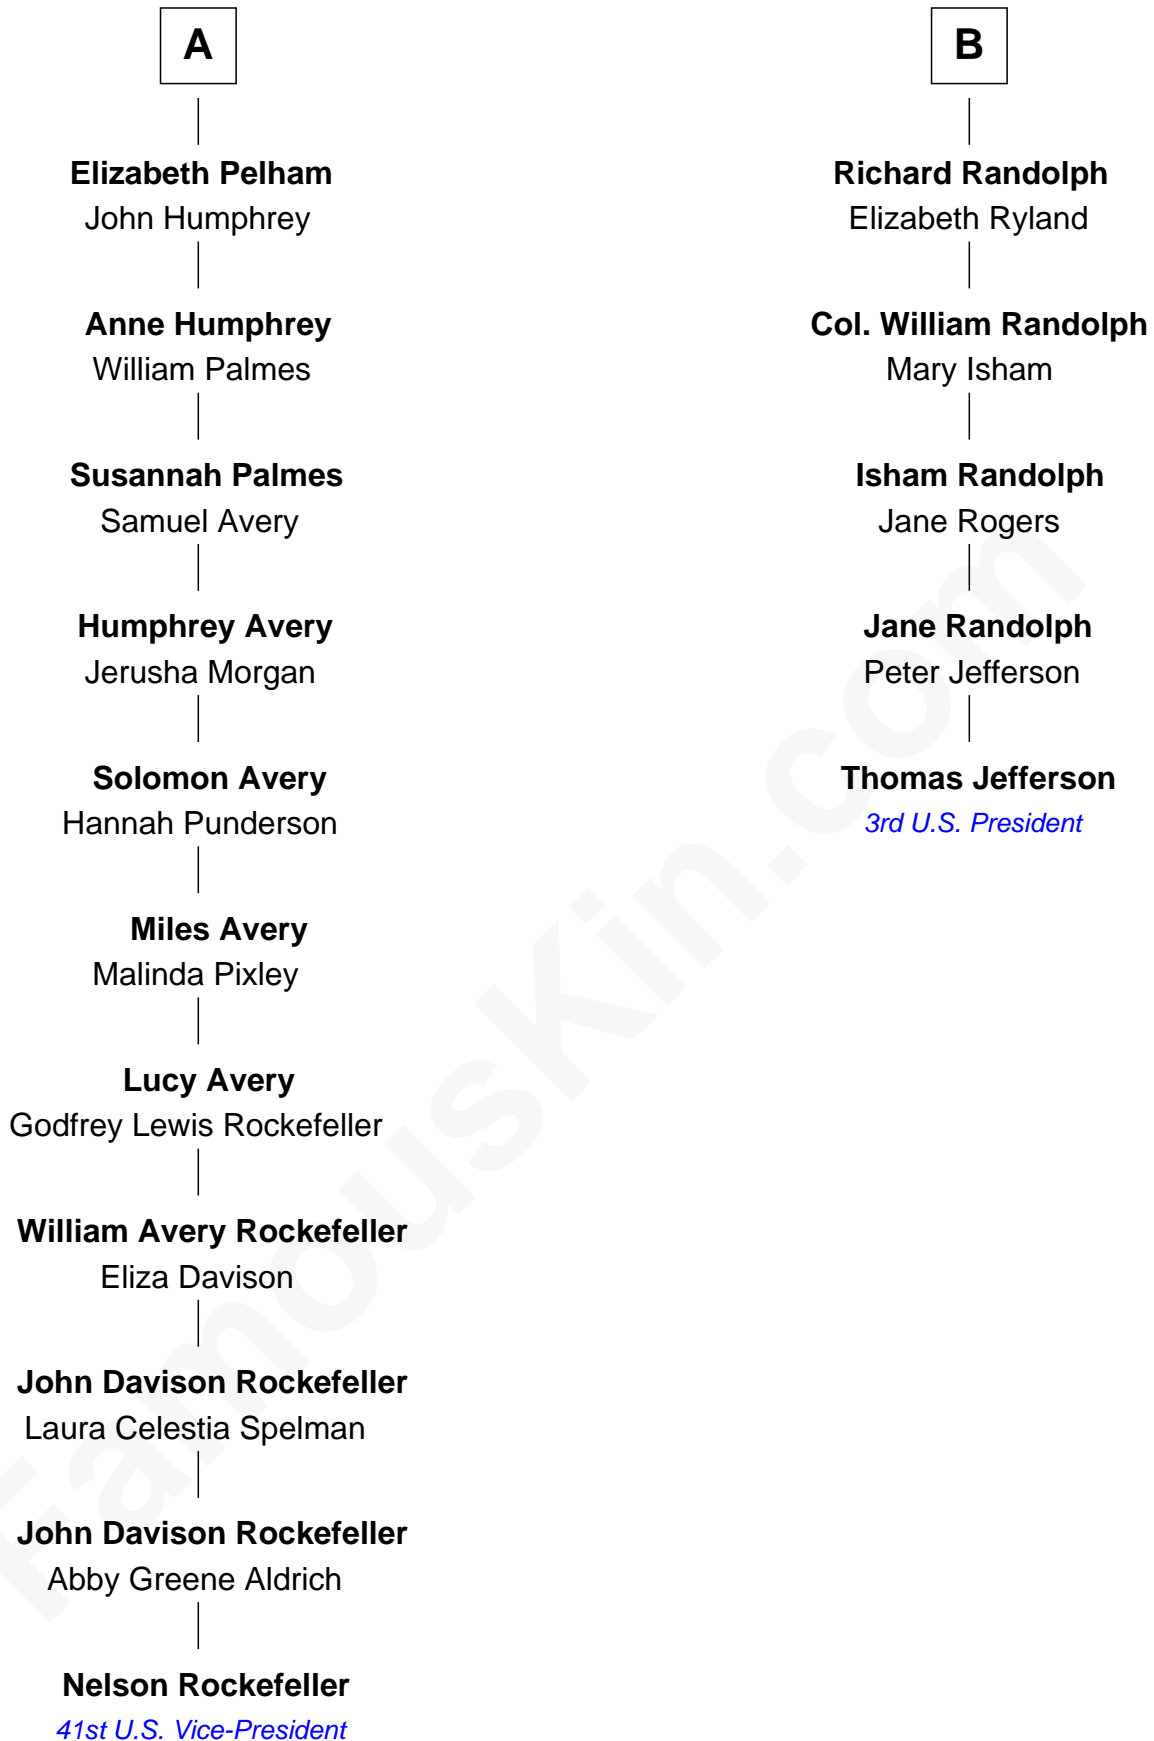 A
Elizabeth Pelham
John Humphrey
Anne Humphrey
William Palmes
Susannah Palmes
Samuel Avery
Humphrey Avery
Jerusha Morgan
Solomon Avery
Hannah Punderson
Miles Avery
Malinda Pixley
Lucy Avery
Godfrey Lewis Rockefeller
William Avery Rockefeller
Eliza Davison
John Davison Rockefeller
Laura Celestia Spelman
John Davison Rockefeller
Abby Greene Aldrich
Nelson Rockefeller
41st U.S. Vice-President
B
Richard Randolph
Elizabeth Ryland
Col. William Randolph
Mary Isham
Isham Randolph
Jane Rogers
Jane Randolph
Peter Jefferson
Thomas Jefferson
3rd U.S. President
FamousKin.com